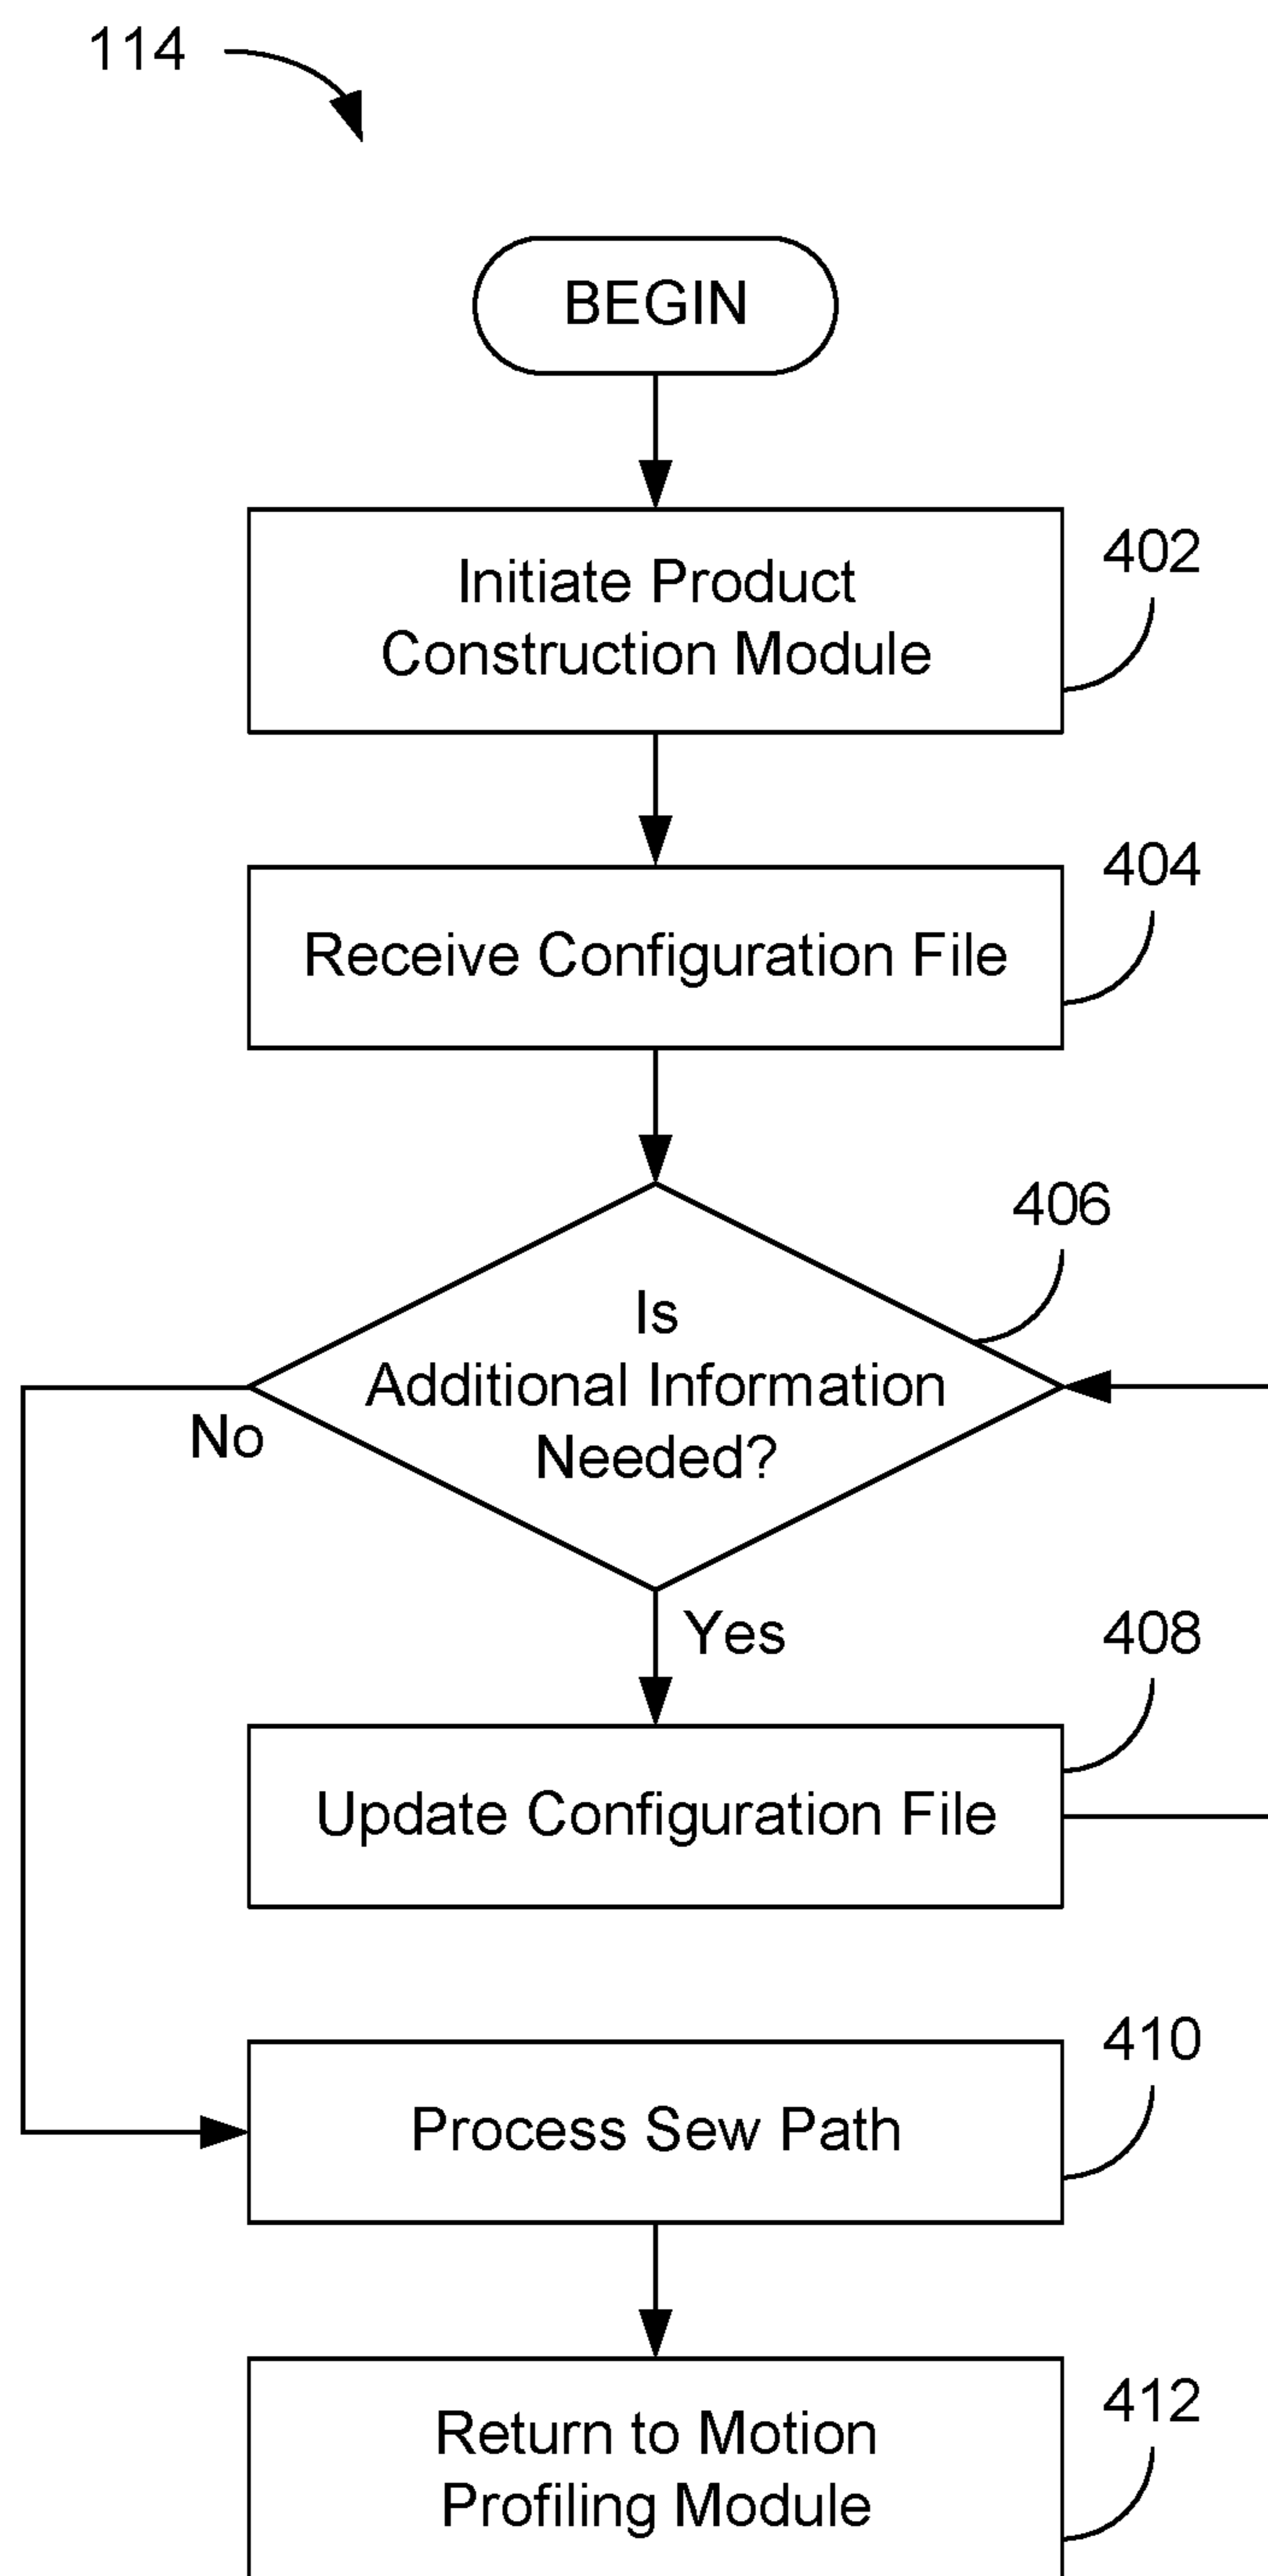 114
BEGIN
Initiate Product
Construction Module
402
Receive Configuration File
404
406
Is
Additional Information
Needed?
No
Yes
408
Update Configuration File
410
Process Sew Path
412
Return to Motion
Profiling Module